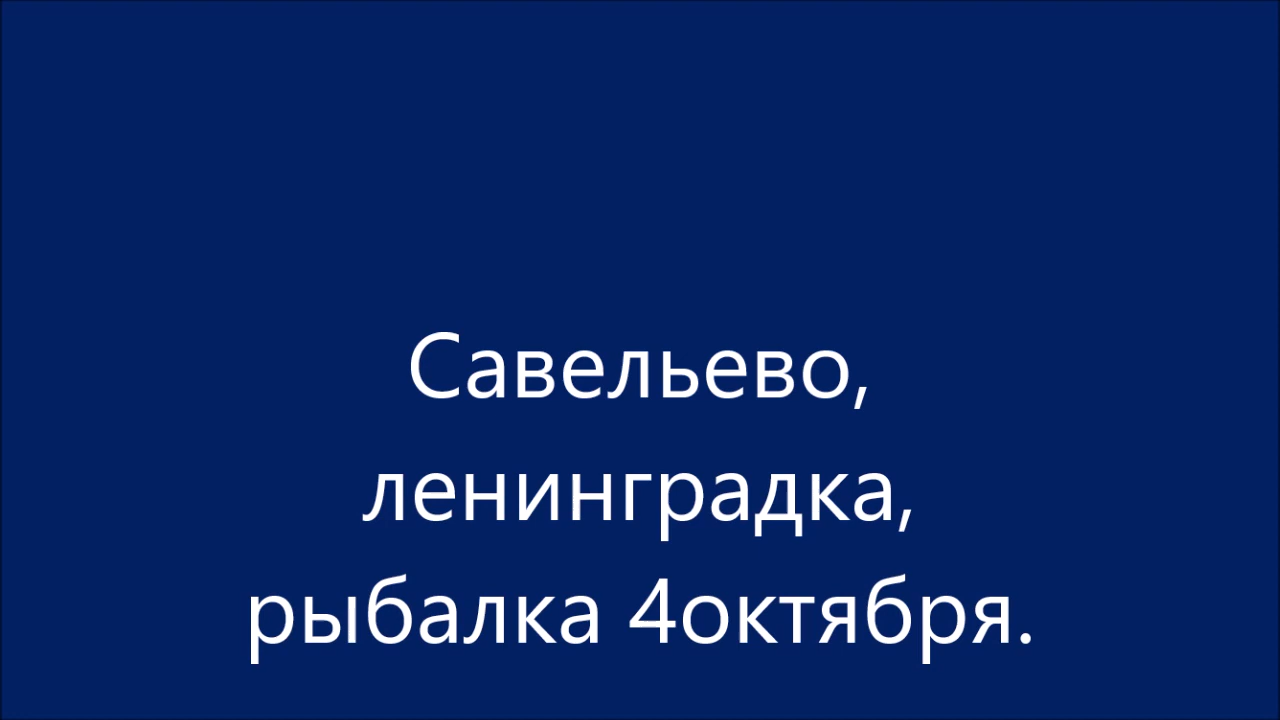 Савельево,
ленинградка,
рыбалка 4октября.